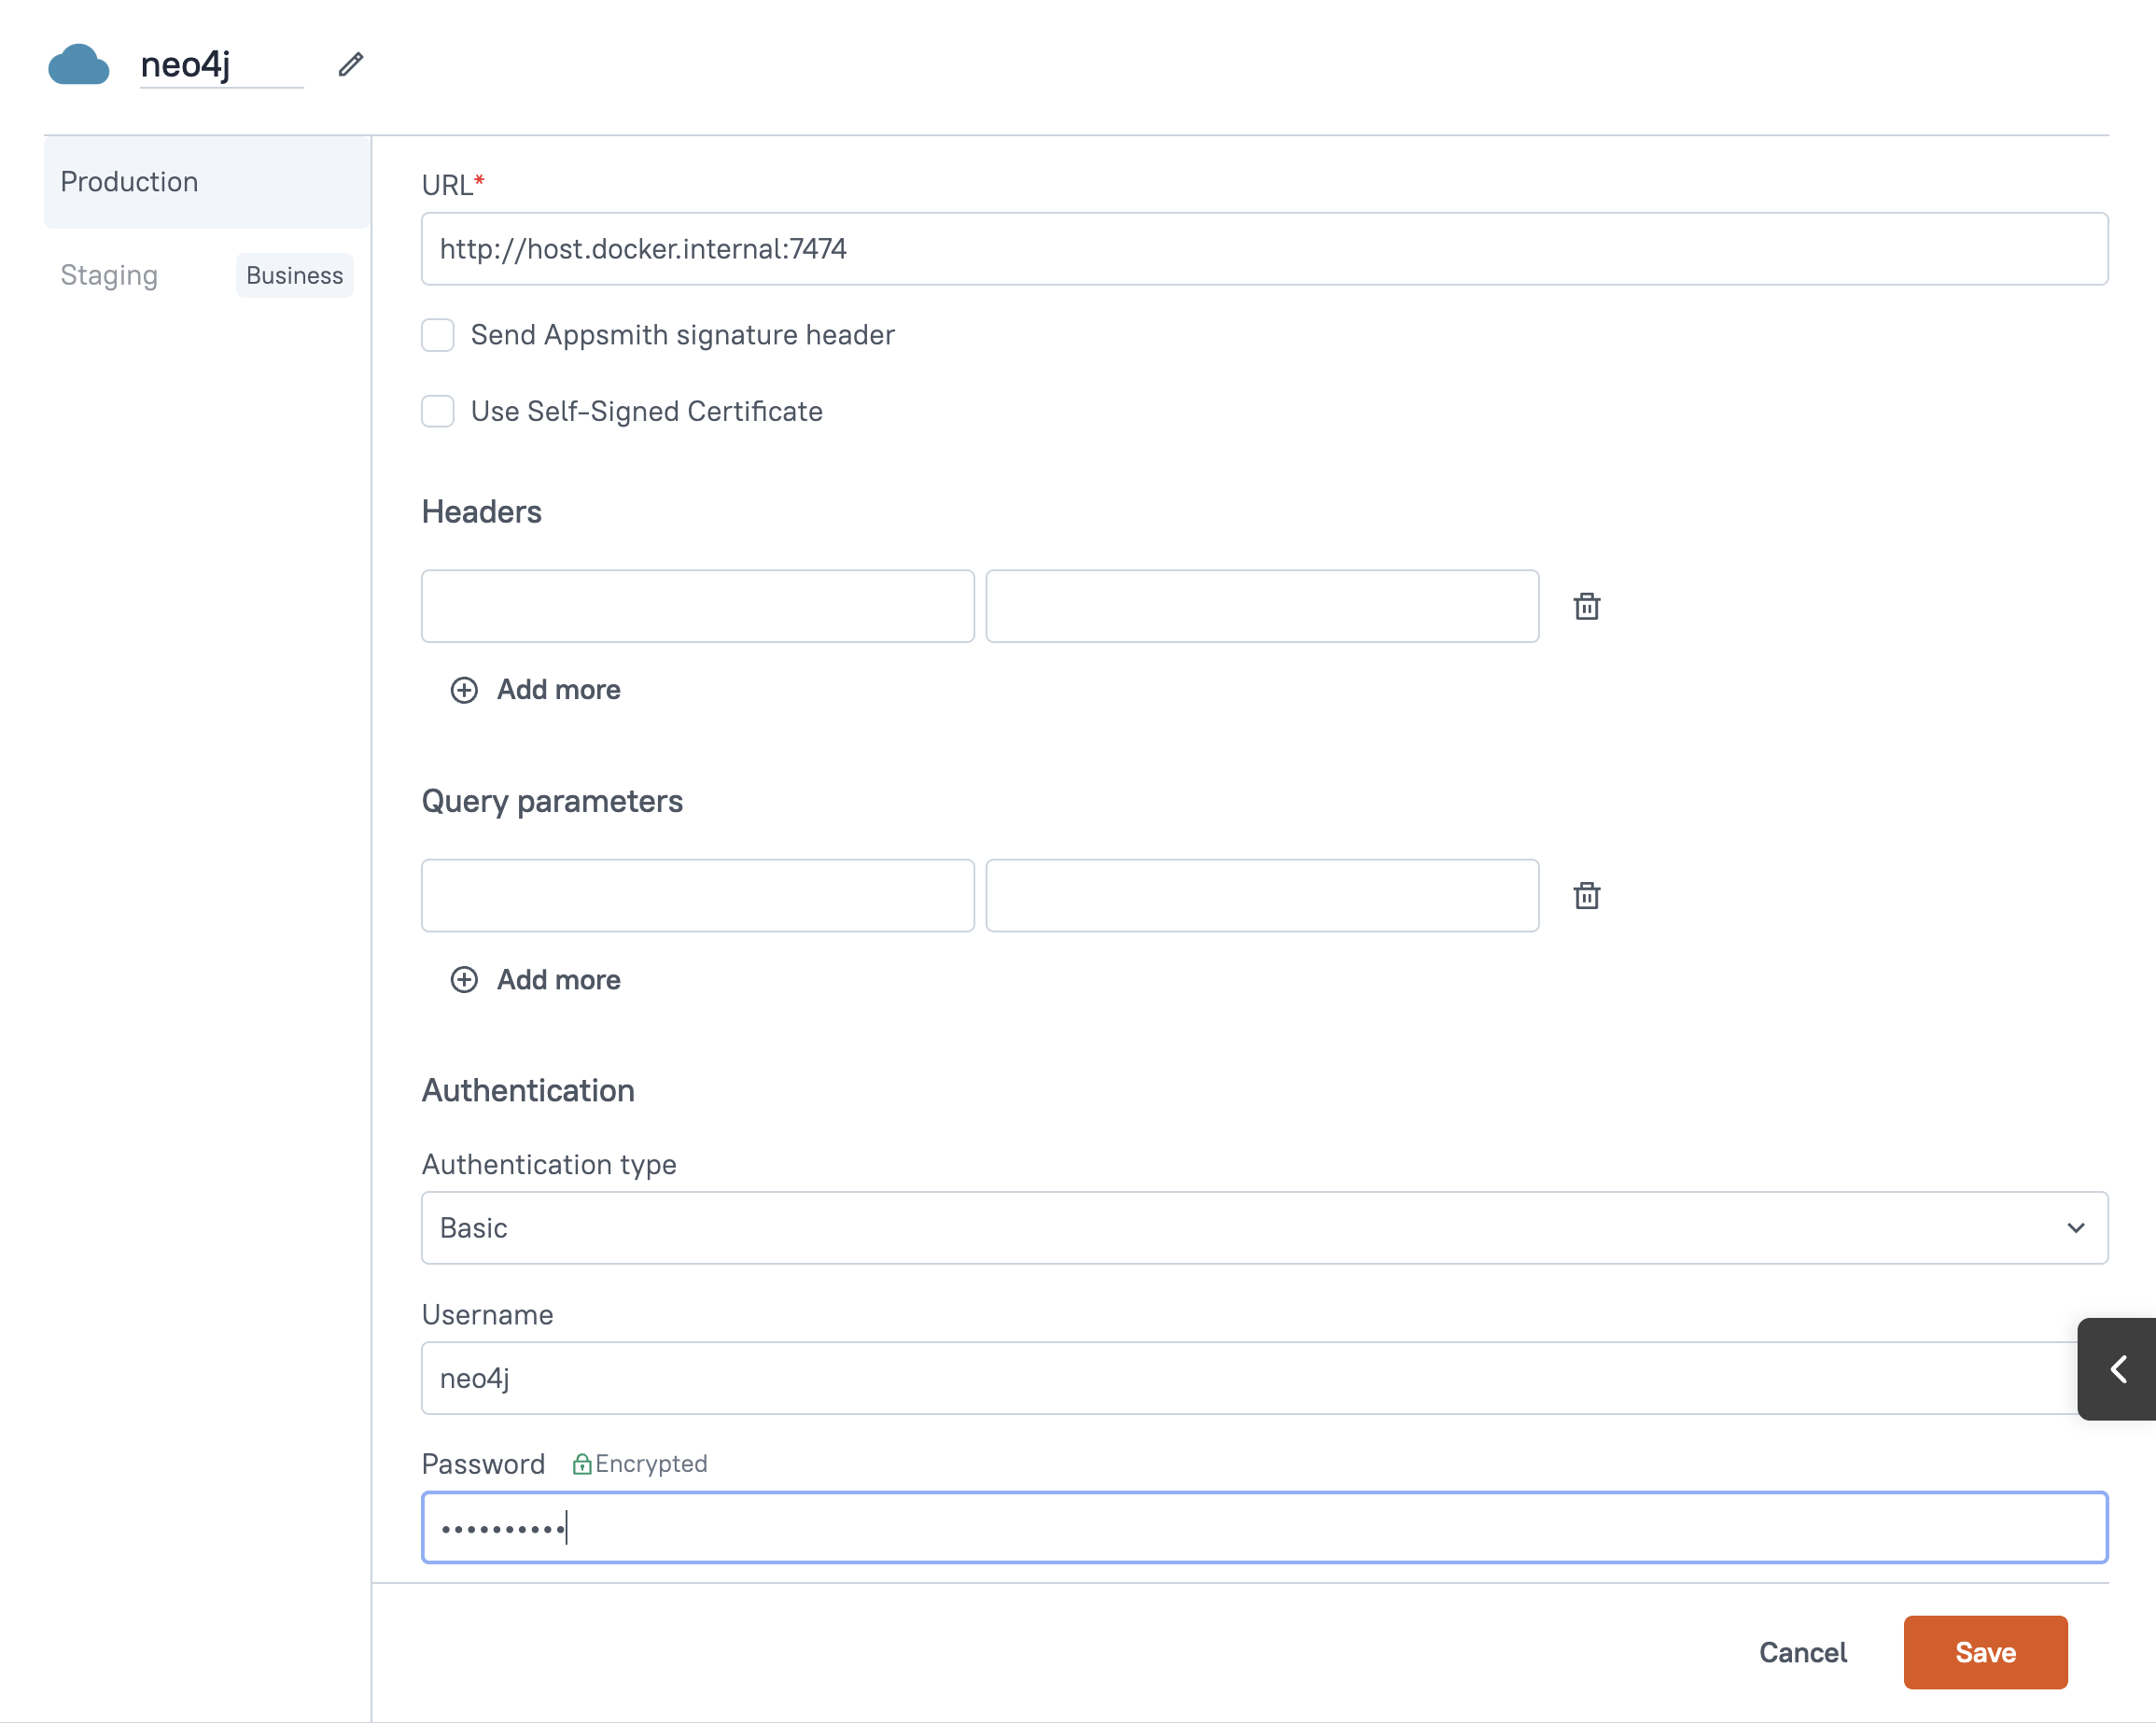 neo4j
Production
Staging Business
URL*
http://host.docker.internal:7474
Send Appsmith signature header
Use Self-Signed Certificate
Headers
Add more
Query parameters
Add more
Authentication
Authentication type
Basic
Username
neo4j
Password Encrypted
••••••••••
Cancel Save